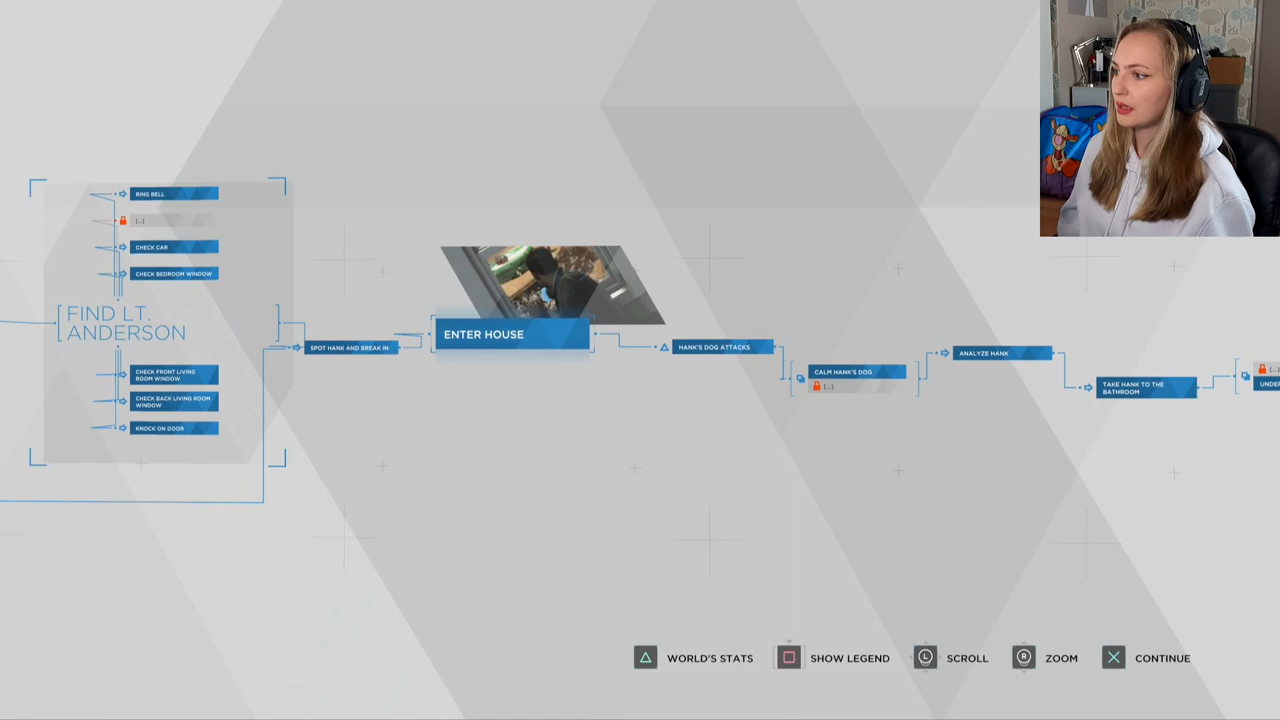 RING BELL
[...]
CHECK CAR
CHECK BEDROOM WINDOW
FIND LT.
ANDERSON
CHECK FRONT LIVING
ROOM WINDOW
CHECK BACK LIVING ROOM
WINDOW
KNOCK ON DOOR
SPOT HANK AND BREAK IN
ENTER HOUSE
HANK'S DOG ATTACKS
CALM HANK'S DOG
[...]
ANALYZE HANK
TAKE HANK TO THE
BATHROOM
[...]
UNDER
WORLD'S STATS
SHOW LEGEND
L
SCROLL
R
ZOOM
CONTINUE